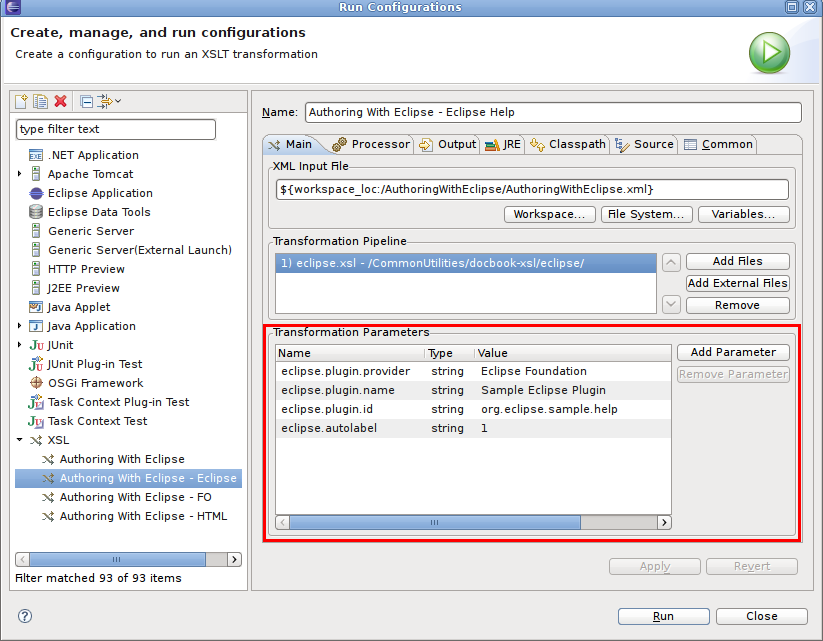 Run Configurations
Create, manage, and run configurations
Create a configuration to run an XSLT transformation
type filter text
.NET Application
Apache Tomcat
Eclipse Application
Eclipse Data Tools
Generic Server
Generic Server(External Launch)
HTTP Preview
J2EE Preview
Java Applet
Java Application
JUnit
JUnit Plug-in Test
OSGi Framework
Task Context Plug-in Test
Task Context Test
XSL
Authoring With Eclipse
Authoring With Eclipse - Eclipse
Authoring With Eclipse - FO
Authoring With Eclipse - HTML
Filter matched 93 of 93 items
Name: Authoring With Eclipse - Eclipse Help
Main Processor Output JRE Classpath Source Common
XML Input File
${workspace_loc:/AuthoringWithEclipse/AuthoringWithEclipse.xml}
Workspace... File System... Variables...
Transformation Pipeline
1) eclipse.xsl - /CommonUtilities/docbook-xsl/eclipse/
Add Files
Add External Files
Remove
Transformation Parameters
Name Type Value
eclipse.plugin.provider string Eclipse Foundation
eclipse.plugin.name string Sample Eclipse Plugin
eclipse.plugin.id string org.eclipse.sample.help
eclipse.autolabel string 1
Add Parameter
Remove Parameter
Apply Revert
Run Close